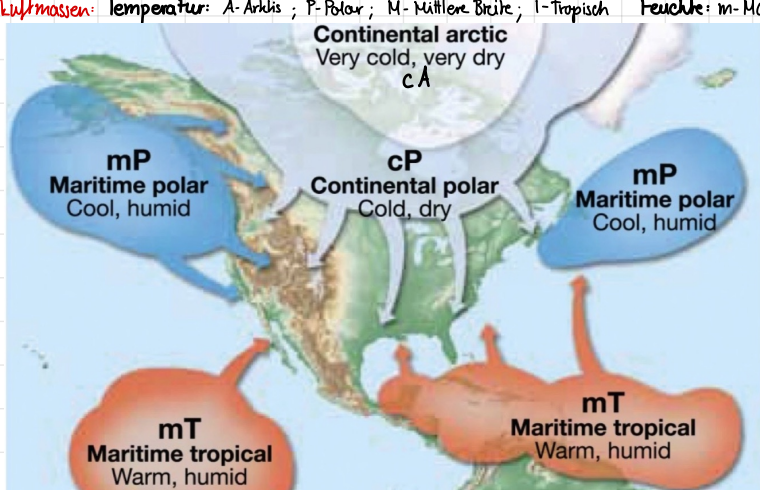 Luftmassen: Temperatur: A-Arktis ; P-Polar ; M-Mittlere Breite ; T-Tropisch Feuchte: m-Ma
Continental arctic
Very cold, very dry
cA
mP
Maritime polar
Cool, humid
cP
Continental polar
Cold, dry
mP
Maritime polar
Cool, humid
mT
Maritime tropical
Warm, humid
mT
Maritime tropical
Warm, humid